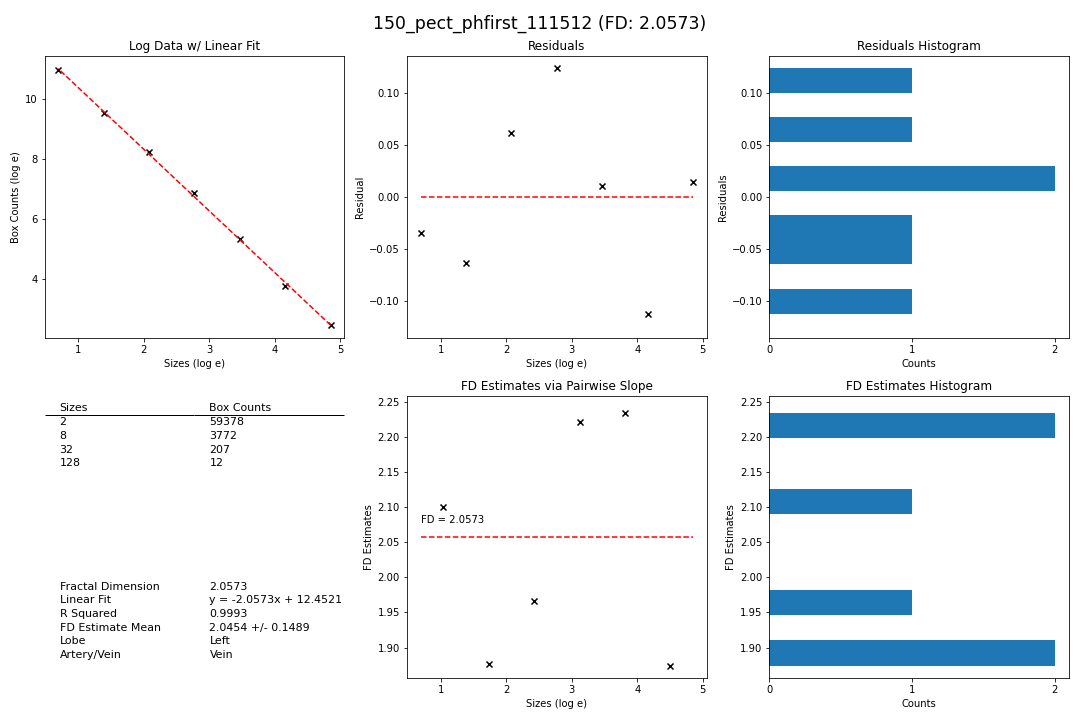 150_pect_phfirst_111512 (FD: 2.0573)
Log Data w/ Linear Fit
Box Counts (log e)
10
8
6
4
1 2 3 4 5
Sizes (log e)
Residuals
Residual
0.10
0.05
0.00
−0.05
−0.10
1 2 3 4 5
Sizes (log e)
Residuals Histogram
Residuals
0.10
0.05
0.00
−0.05
−0.10
0 1 2
Counts
Sizes Box Counts
2 59378
8 3772
32 207
128 12
Fractal Dimension 2.0573
Linear Fit y = -2.0573x + 12.4521
R Squared 0.9993
FD Estimate Mean 2.0454 +/- 0.1489
Lobe Left
Artery/Vein Vein
FD Estimates via Pairwise Slope
FD Estimates
2.25
2.20
2.15
2.10
2.05
2.00
1.95
1.90
FD = 2.0573
1 2 3 4 5
Sizes (log e)
FD Estimates Histogram
FD Estimates
2.25
2.20
2.15
2.10
2.05
2.00
1.95
1.90
0 1 2
Counts